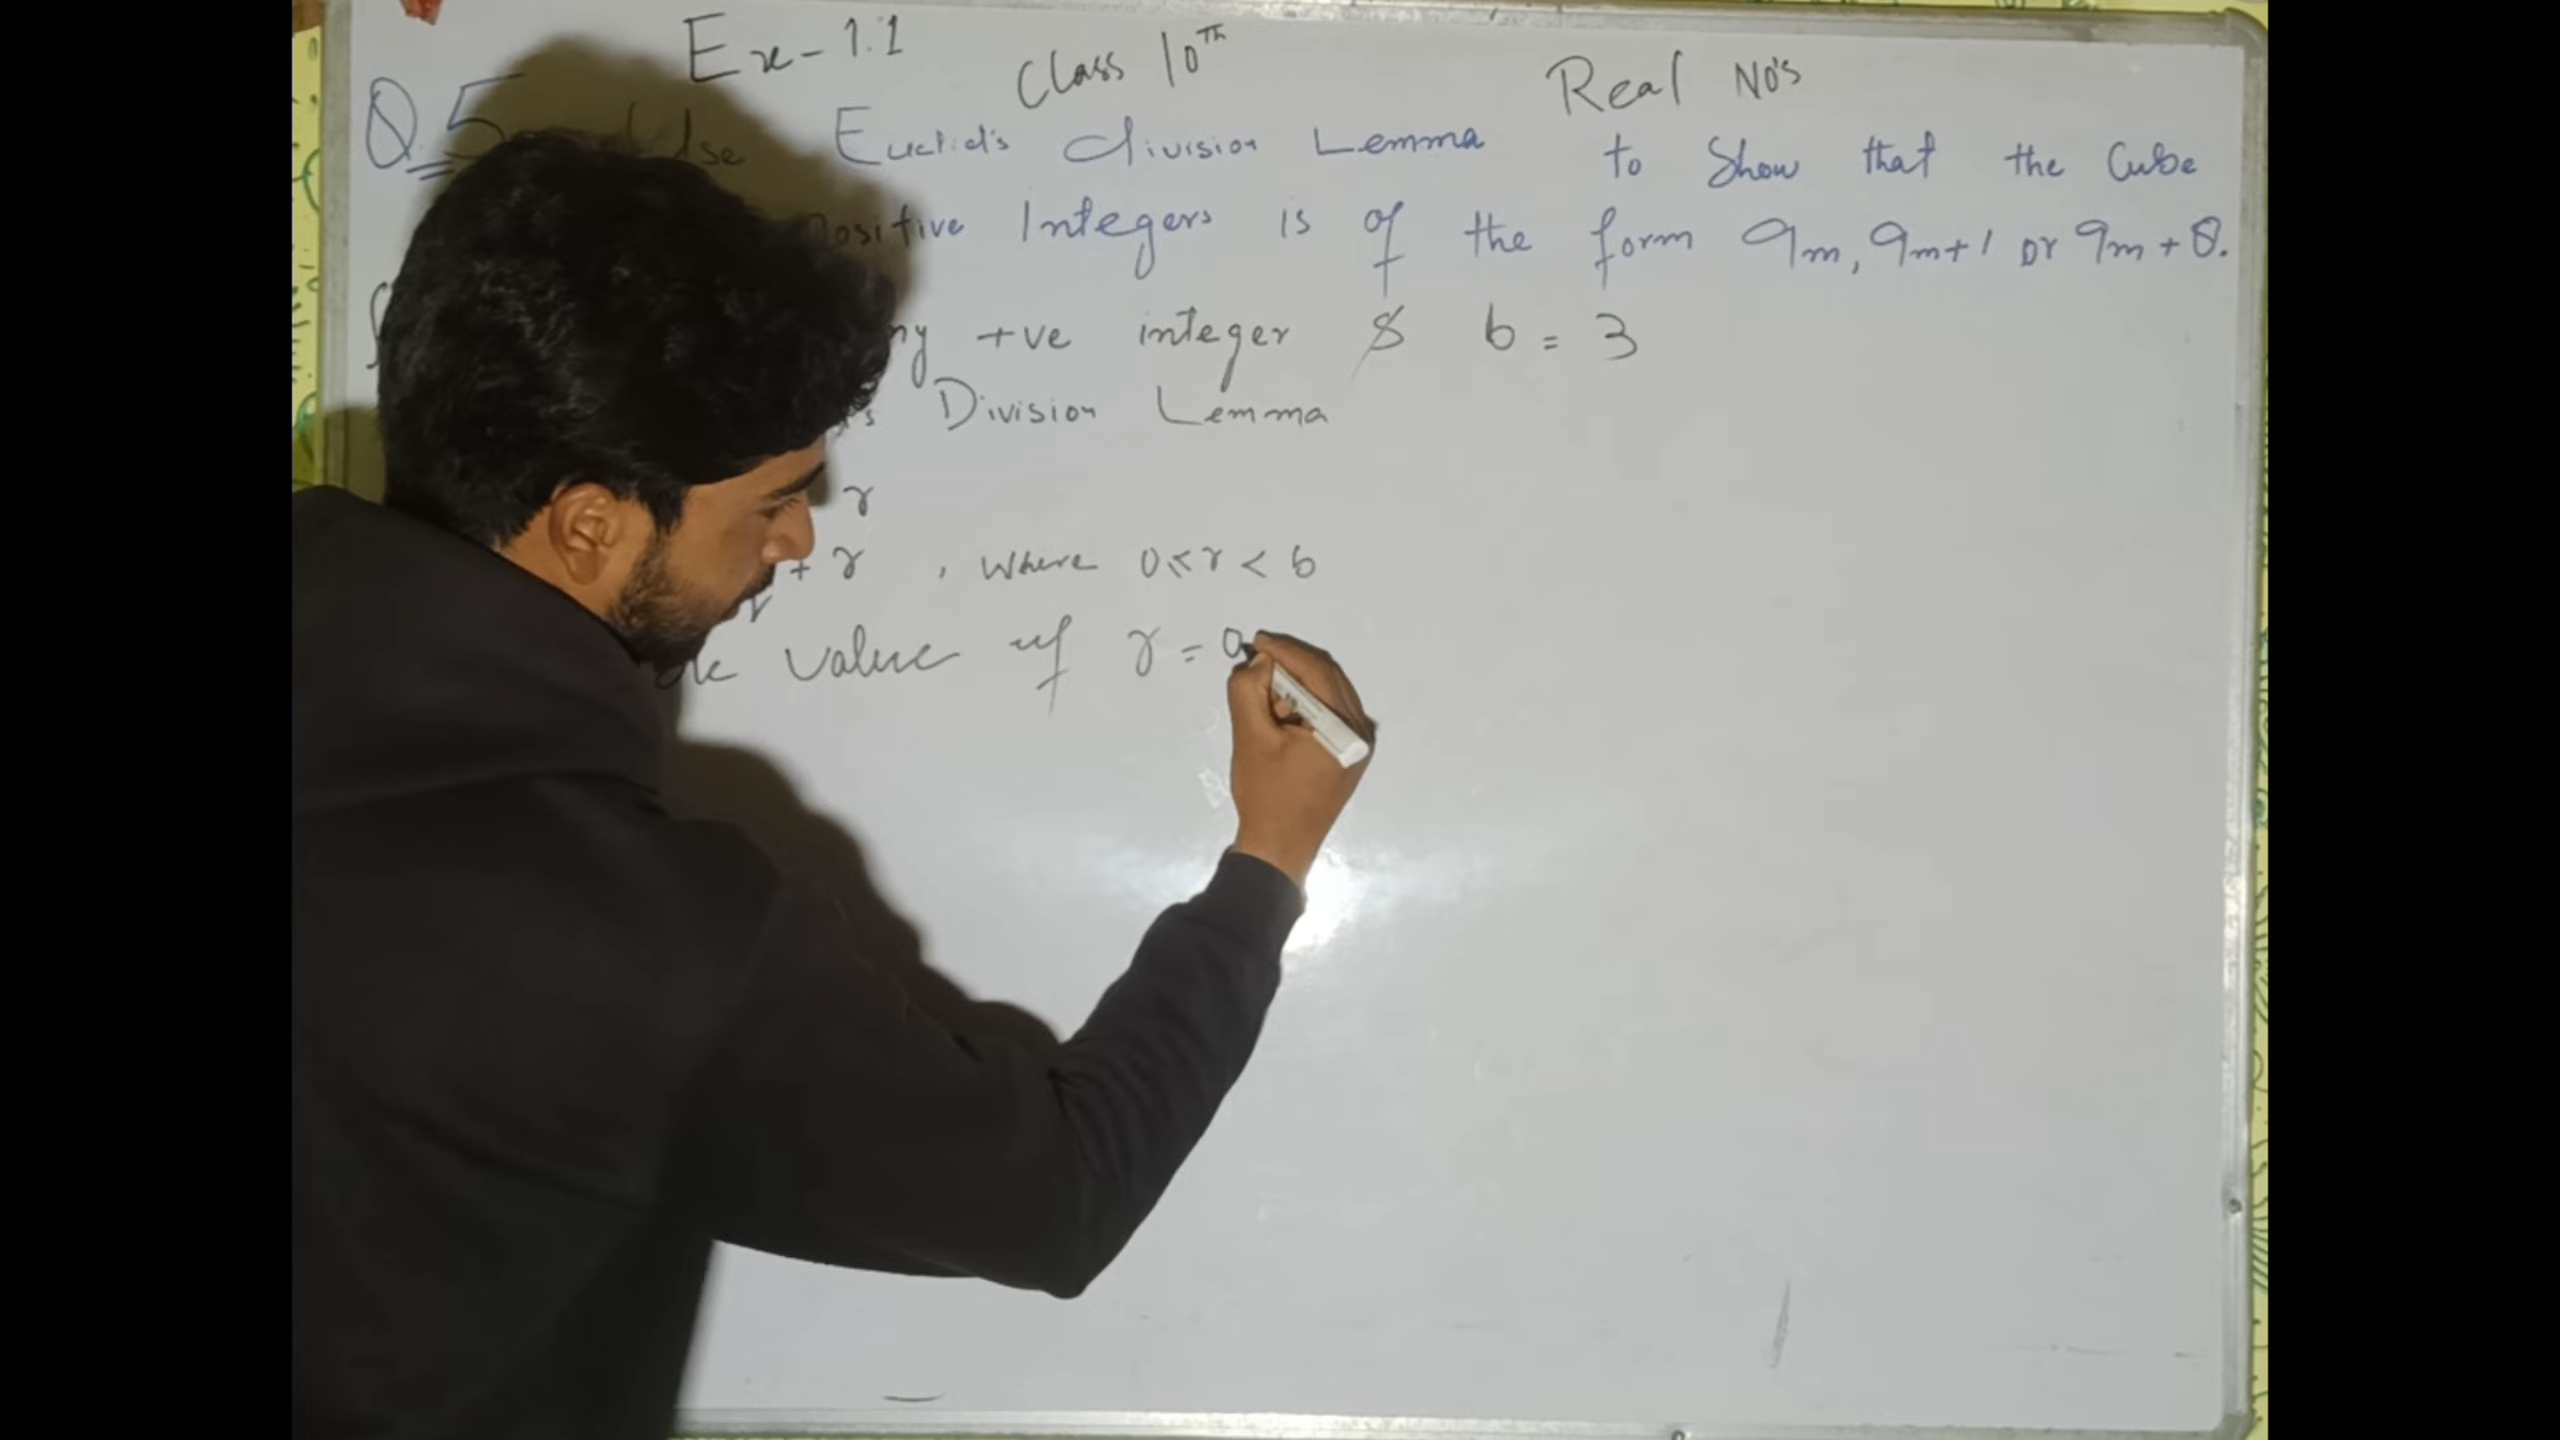 Ex-1.1 Class 10Th Real No's
Q.5 Use Euclid's division Lemma to Show that the Cube
Positive Integers is of the form 9m, 9m+1 or 9m+8.
+ve integer & b = 3
Division Lemma
r
+ r , Where 0≤r<b
Value of r = 0